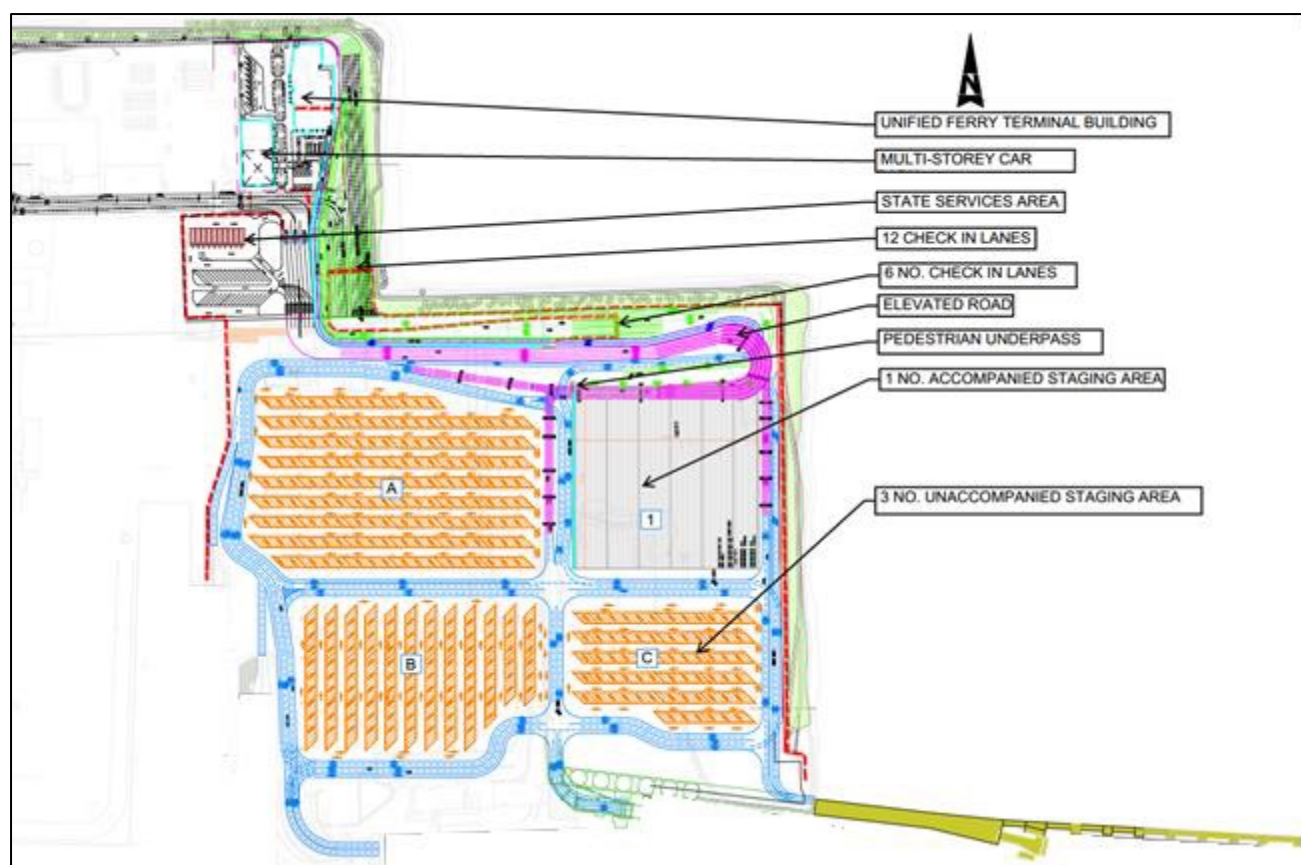 N
UNIFIED FERRY TERMINAL BUILDING
MULTI-STOREY CAR
STATE SERVICES AREA
12 CHECK IN LANES
6 NO. CHECK IN LANES
ELEVATED ROAD
PEDESTRIAN UNDERPASS
1 NO. ACCOMPANIED STAGING AREA
3 NO. UNACCOMPANIED STAGING AREA
A
1
B
C